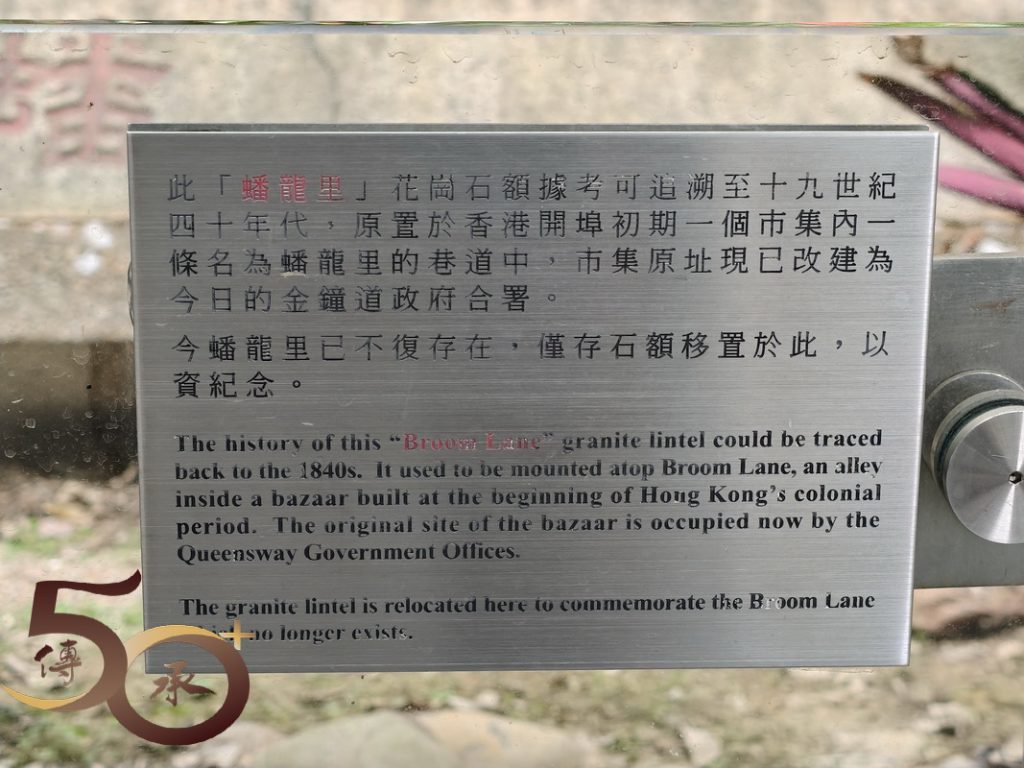 此「蟠龍里」花崗石額據考可追溯至十九世紀
四十年代，原置於香港開埠初期一個市集內一
條名為蟠龍里的巷道中，市集原址現已改建為
今日的金鐘道政府合署。
今蟠龍里已不復存在，僅存石額移置於此，以
資紀念。
The history of this “Broom Lane” granite lintel could be traced
back to the 1840s. It used to be mounted atop Broom Lane, an alley
inside a bazaar built at the beginning of Hong Kong’s colonial
period. The original site of the bazaar is occupied now by the
Queensway Government Offices.
The granite lintel is relocated here to commemorate the Broom Lane
which no longer exists.
50+
傳承